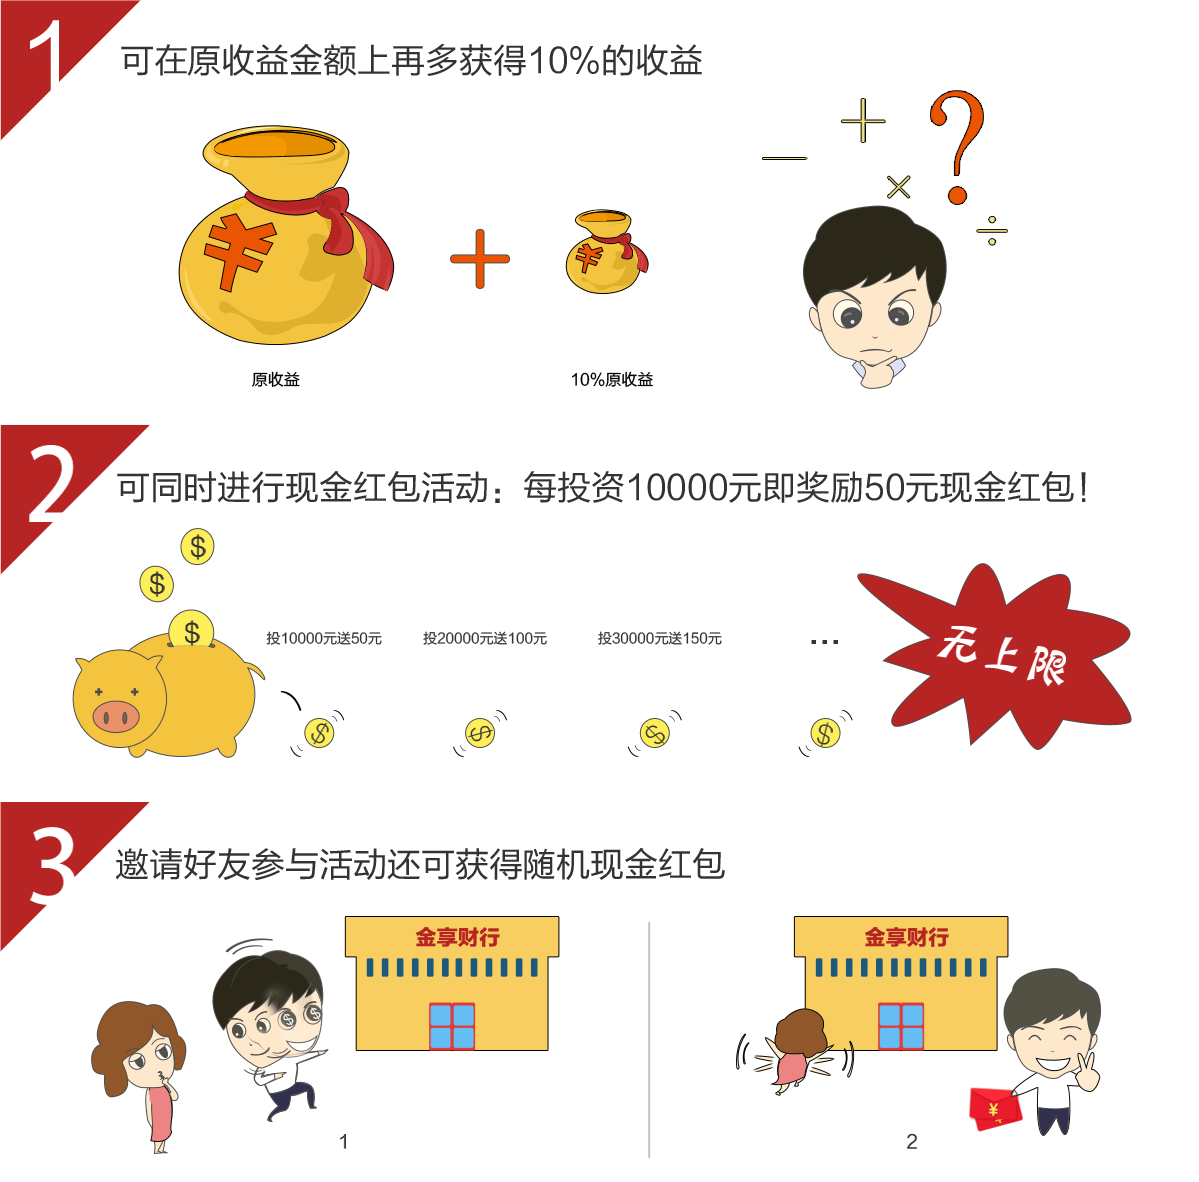 1
可在原收益金额上再多获得10%的收益
原收益
10%原收益
2
可同时进行现金红包活动：每投资10000元即奖励50元现金红包！
投10000元送50元
投20000元送100元
投30000元送150元
...
无上限
3
邀请好友参与活动还可获得随机现金红包
金享财行
金享财行
1
2